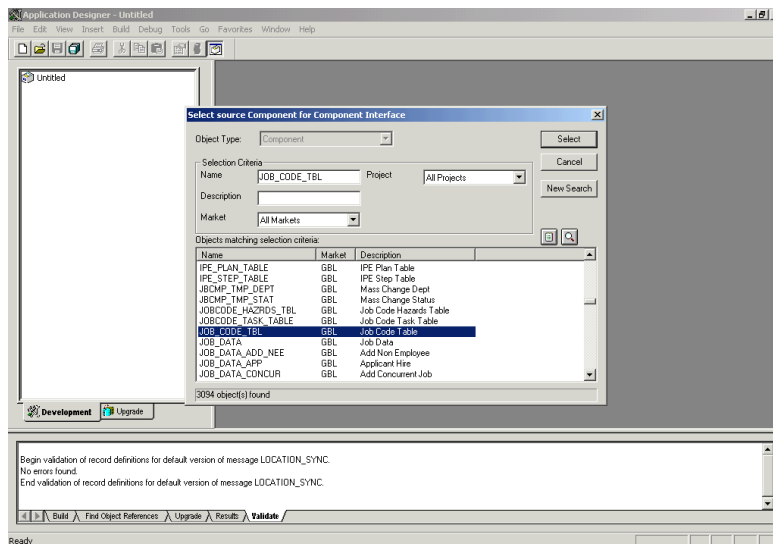 Application Designer - Untitled
File Edit View Insert Build Debug Tools Go Favorites Window Help
Untitled
Select source Component for Component Interface
Object Type: Component
Select
Selection Criteria
Cancel
Name JOB_CODE_TBL Project All Projects
New Search
Description
Market All Markets
Objects matching selection criteria:
Name Market Description
IPE_PLAN_TABLE GBL IPE Plan Table
IPE_STEP_TABLE GBL IPE Step Table
JBCMP_TMP_DEPT GBL Mass Change Dept
JBCMP_TMP_STAT GBL Mass Change Status
JOBCODE_HAZRDS_TBL GBL Job Code Hazards Table
JOBCODE_TASK_TABLE GBL Job Code Task Table
JOB_CODE_TBL GBL Job Code Table
JOB_DATA GBL Job Data
JOB_DATA_ADD_NEE GBL Add Non Employee
JOB_DATA_APP GBL Applicant Hire
JOB_DATA_CONCUR GBL Add Concurrent Job
3094 object(s) found
Development Upgrade
Begin validation of record definitions for default version of message LOCATION_SYNC.
No errors found.
End validation of record definitions for default version of message LOCATION_SYNC.
Build Find Object References Upgrade Results Validate
Ready